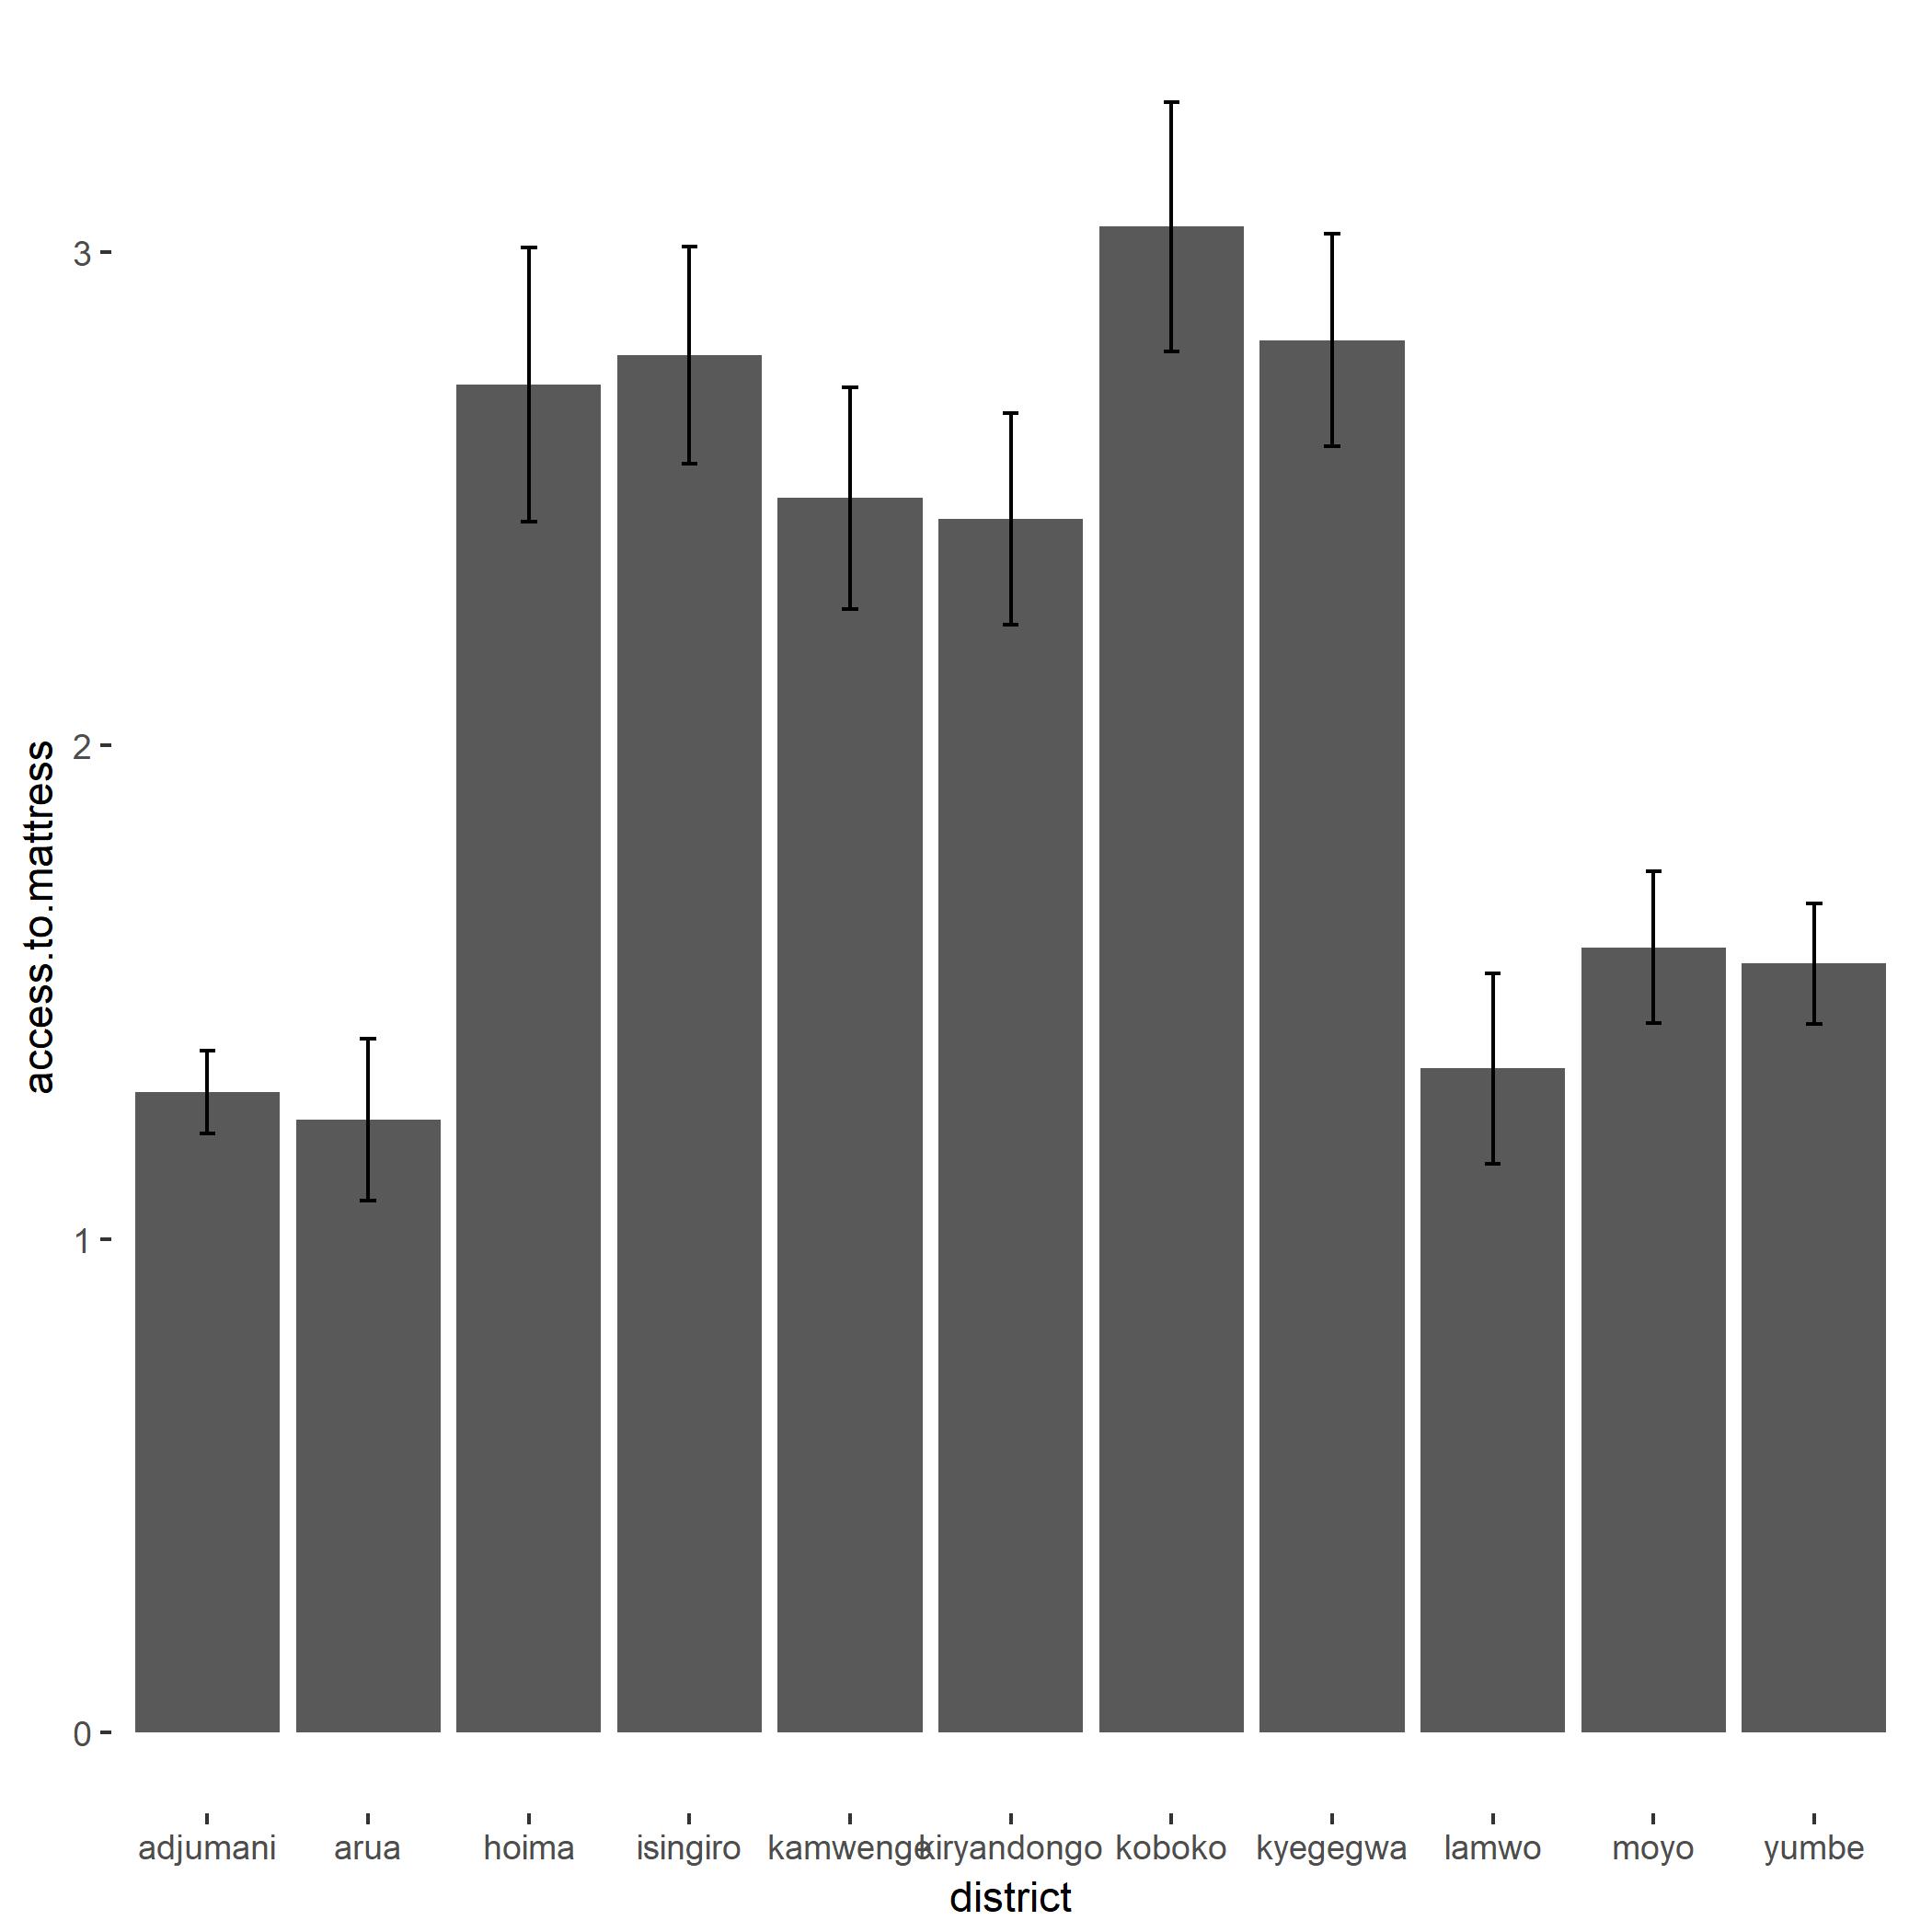 access.to.mattress
3
2
1
0
adjumani arua hoima isingiro kamwenge kiryandongo koboko kyegegwa lamwo moyo yumbe
district